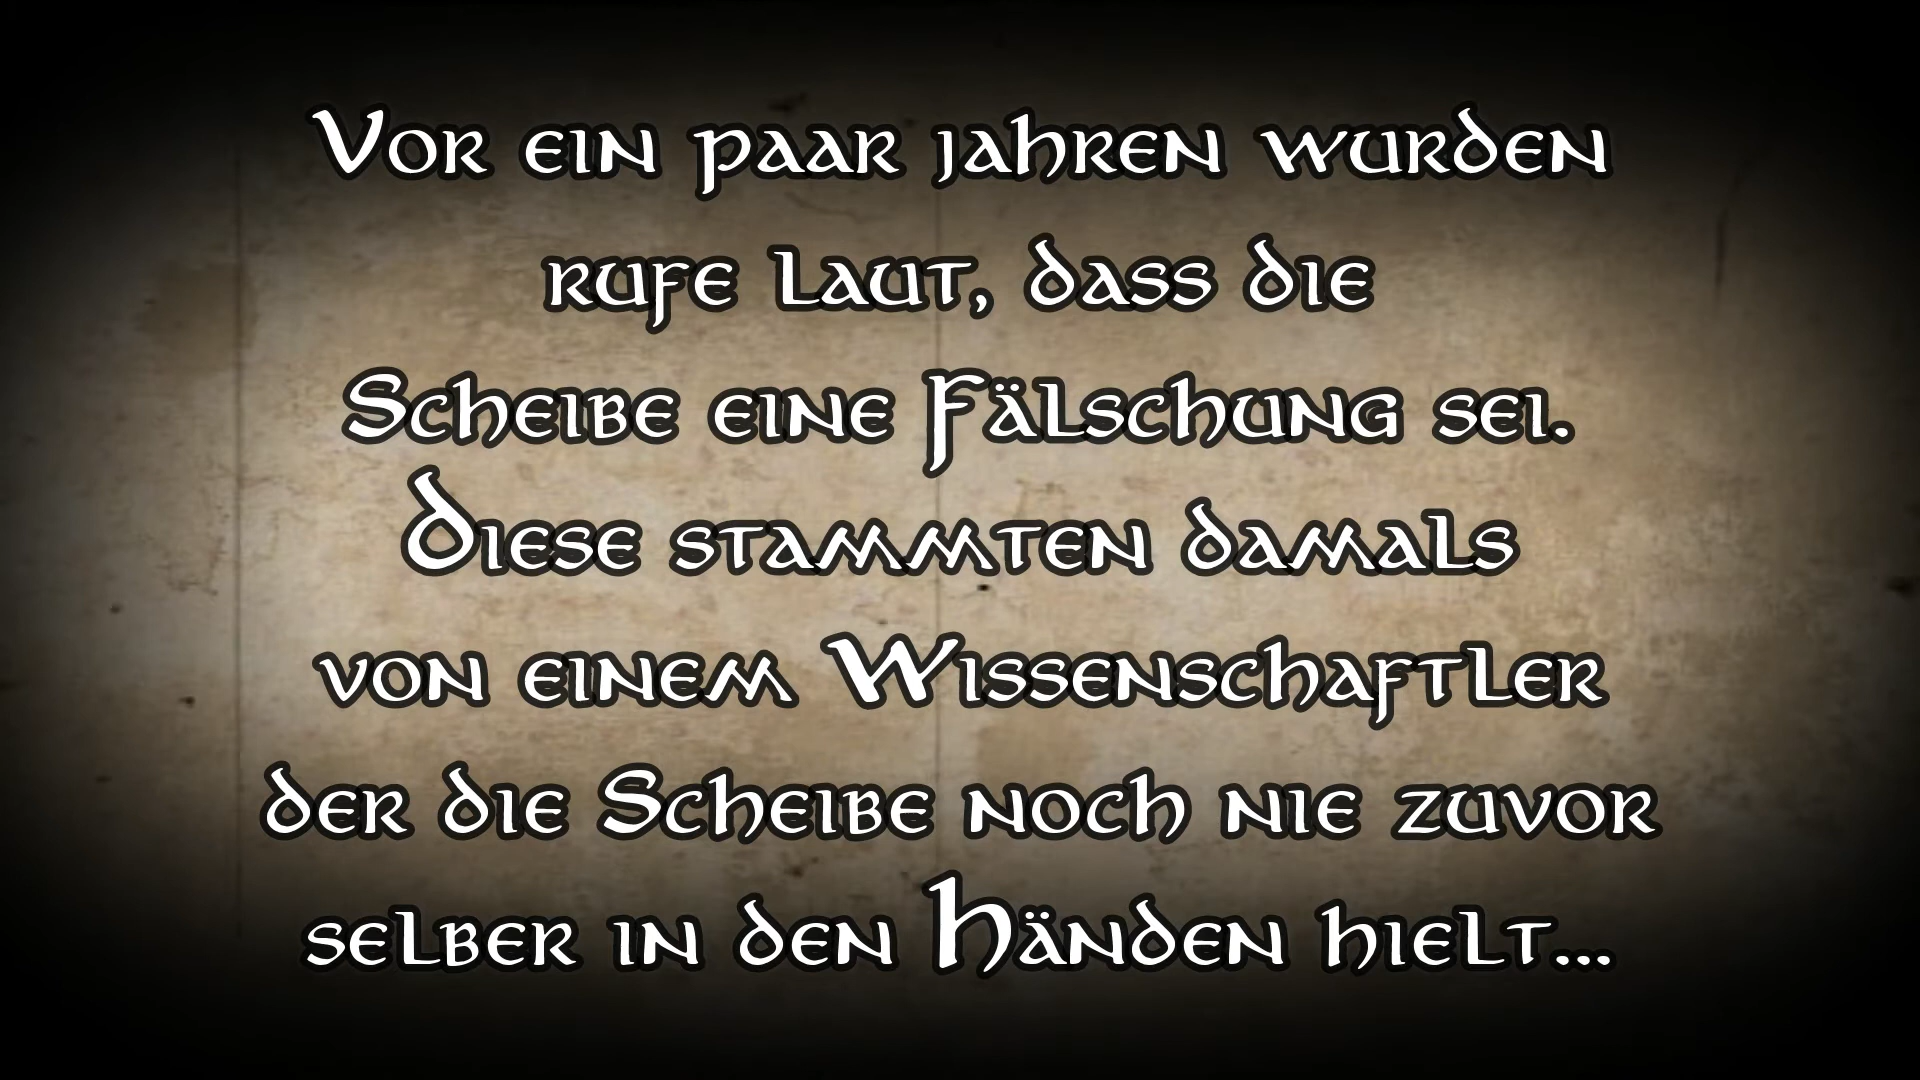 Vor ein paar jahren wurden
rufe laut, dass die
Scheibe eine Fälschung sei.
Diese stammten damals
von einem Wissenschaftler
der die Scheibe noch nie zuvor
selber in den Händen hielt...